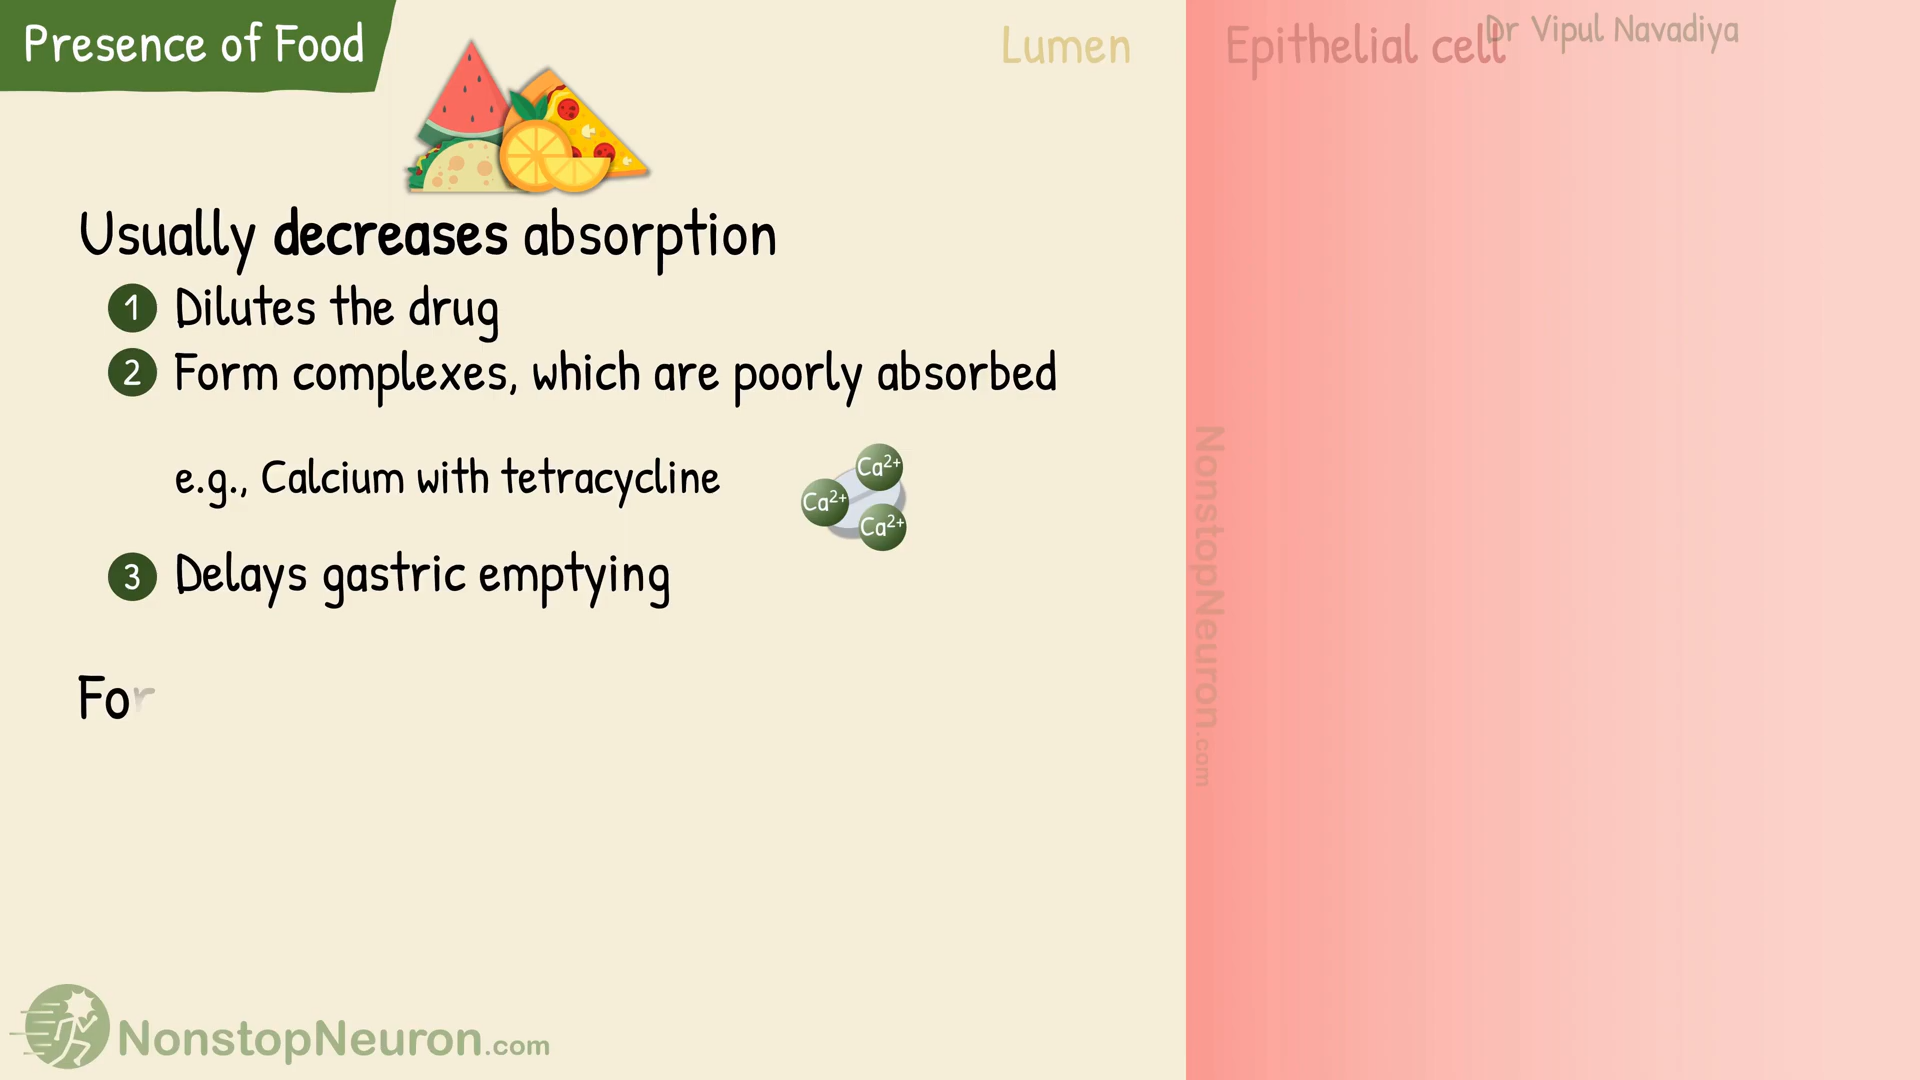 Presence of Food
Lumen
Epithelial cell
Dr Vipul Navadiya
Usually decreases absorption
1 Dilutes the drug
2 Form complexes, which are poorly absorbed
e.g., Calcium with tetracycline
Ca2+
Ca2+
Ca2+
3 Delays gastric emptying
For
NonstopNeuron.com
NonstopNeuron.com